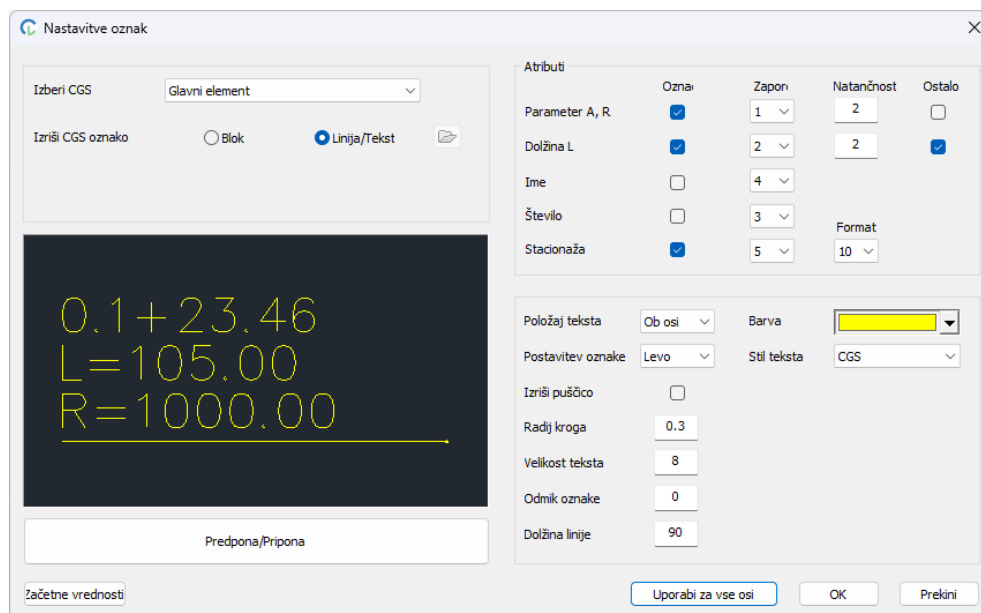 Nastavitve oznak
Izberi CGS
Glavni element
Izriši CGS oznako
Blok
Linija/Tekst
0.1+23.46
L=105.00
R=1000.00
Predpona/Pripona
Začetne vrednosti
Atributi
Označ
Zapor
Natančnost
Ostalo
Parameter A, R
1
2
Dolžina L
2
2
Ime
4
Število
3
Format
Stacionaža
5
10
Položaj teksta
Ob osi
Barva
Postavitev oznake
Levo
Stil teksta
CGS
Izriši puščico
Radij kroga
0.3
Velikost teksta
8
Odmik oznake
0
Dolžina linije
90
Uporabi za vse osi
OK
Prekini